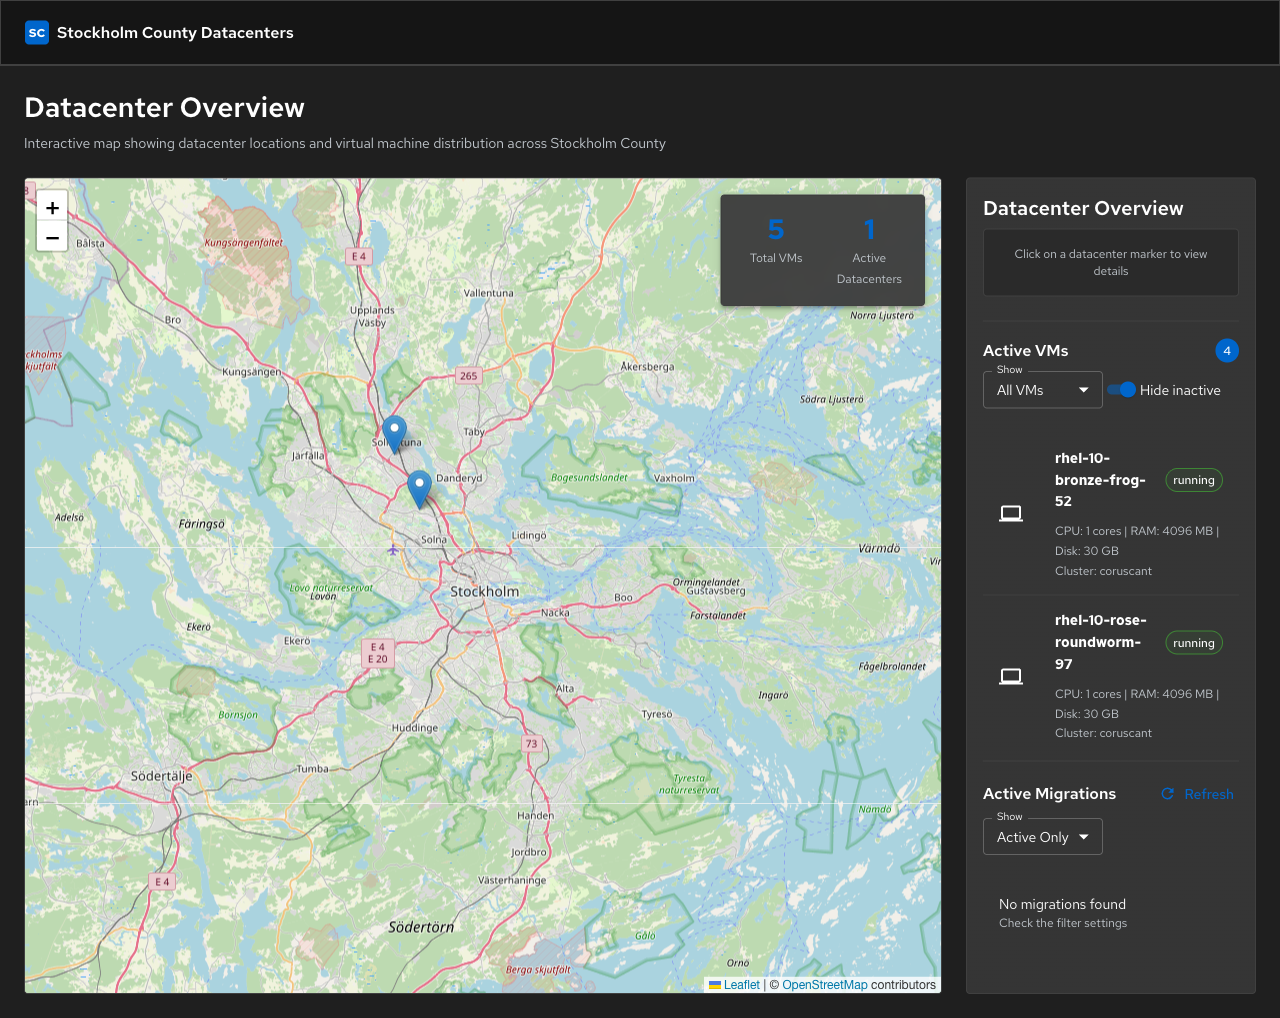 SC Stockholm County Datacenters
Datacenter Overview
Interactive map showing datacenter locations and virtual machine distribution across Stockholm County
+
−
Bålsta
Kungsängenfältet
E 4
Vallentuna
Upplands
Väsby
Bro
Kungsängen
265
Åkersberga
Norra Ljusterö
Södra Ljusterö
ckholms
kjutfält
Täby
Järfälla
Danderyd
Bogesundslandet
Vaxholm
Adelsö
Färingsö
Solna
Lidingö
Värmdö
Lovö naturreservat
Lovön
Stockholm
Ormingelandet
Gustavsberg
Boo
Nacka
Farstalandet
Ekerö
Ekerö
E 4
E 20
Fågelbrolandet
Älta
Ingarö
Bornsjön
Tyresö
Huddinge
73
Tumba
Södertälje
Tyresta
naturreservat
Nämdö
Handen
Jordbro
E 4
Västerhaninge
Södertörn
Gålö
Ornö
Berga skjutfält
Leaflet | © OpenStreetMap contributors
5
Total VMs
1
Active
Datacenters
Datacenter Overview
Click on a datacenter marker to view
details
Active VMs
4
Show
All VMs
Hide inactive
rhel-10-
bronze-frog-
52
running
CPU: 1 cores | RAM: 4096 MB |
Disk: 30 GB
Cluster: coruscant
rhel-10-rose-
roundworm-
97
running
CPU: 1 cores | RAM: 4096 MB |
Disk: 30 GB
Cluster: coruscant
Active Migrations
Refresh
Show
Active Only
No migrations found
Check the filter settings